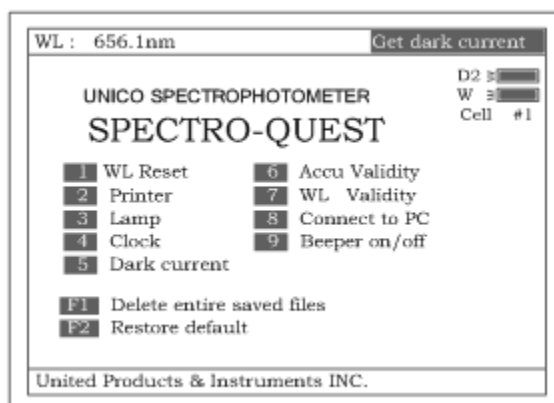 WL : 656.1nm Get dark current
D2
UNICO SPECTROPHOTOMETER W
Cell #1
SPECTRO-QUEST
1 WL Reset 6 Accu Validity
2 Printer 7 WL Validity
3 Lamp 8 Connect to PC
4 Clock 9 Beeper on/off
5 Dark current
F1 Delete entire saved files
F2 Restore default
United Products & Instruments INC.